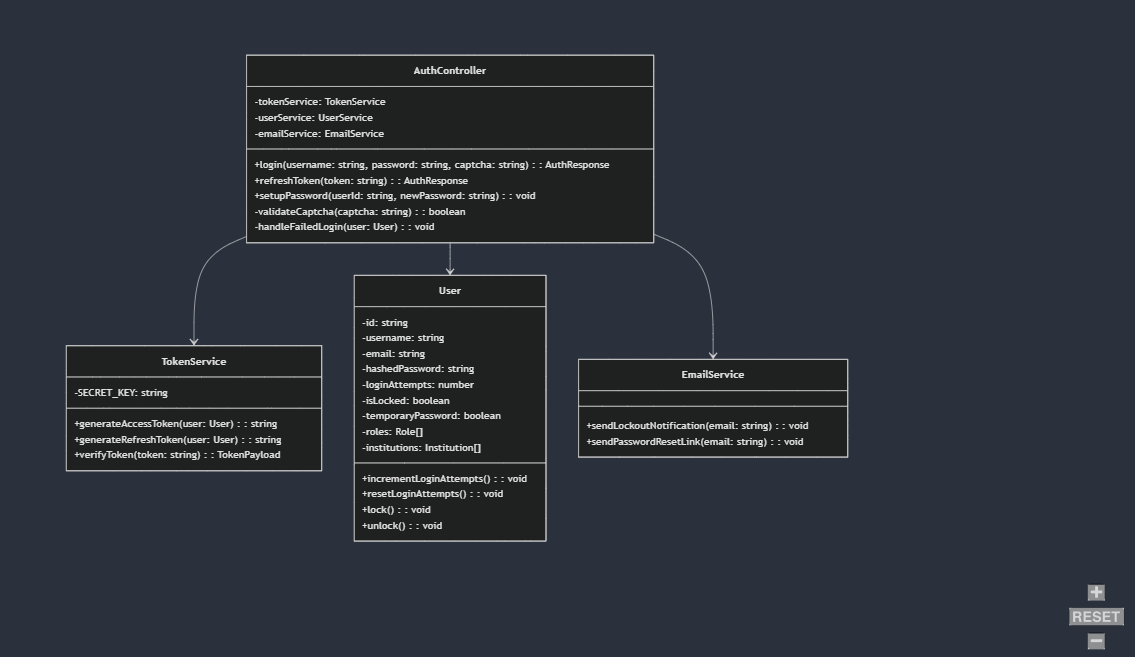 AuthController
-tokenService: TokenService
-userService: UserService
-emailService: EmailService
+login(username: string, password: string, captcha: string) : : AuthResponse
+refreshToken(token: string) : : AuthResponse
+setupPassword(userId: string, newPassword: string) : : void
-validateCaptcha(captcha: string) : : boolean
-handleFailedLogin(user: User) : : void
TokenService
-SECRET_KEY: string
+generateAccessToken(user: User) : : string
+generateRefreshToken(user: User) : : string
+verifyToken(token: string) : : TokenPayload
User
-id: string
-username: string
-email: string
-hashedPassword: string
-loginAttempts: number
-isLocked: boolean
-temporaryPassword: boolean
-roles: Role[]
-institutions: Institution[]
+incrementLoginAttempts() : : void
+resetLoginAttempts() : : void
+lock() : : void
+unlock() : : void
EmailService
+sendLockoutNotification(email: string) : : void
+sendPasswordResetLink(email: string) : : void
+
RESET
−